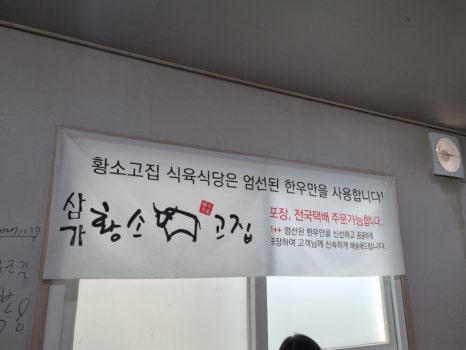 황소고집 식육식당은 엄선된 한우만을 사용합니다!
삼가 황소고집
포장, 전국택배 주문가능합니다.
1++ 엄선된 한우만을 신선하고 꼼꼼하게
포장하여 고객님께 신속하게 배송해드립니다.